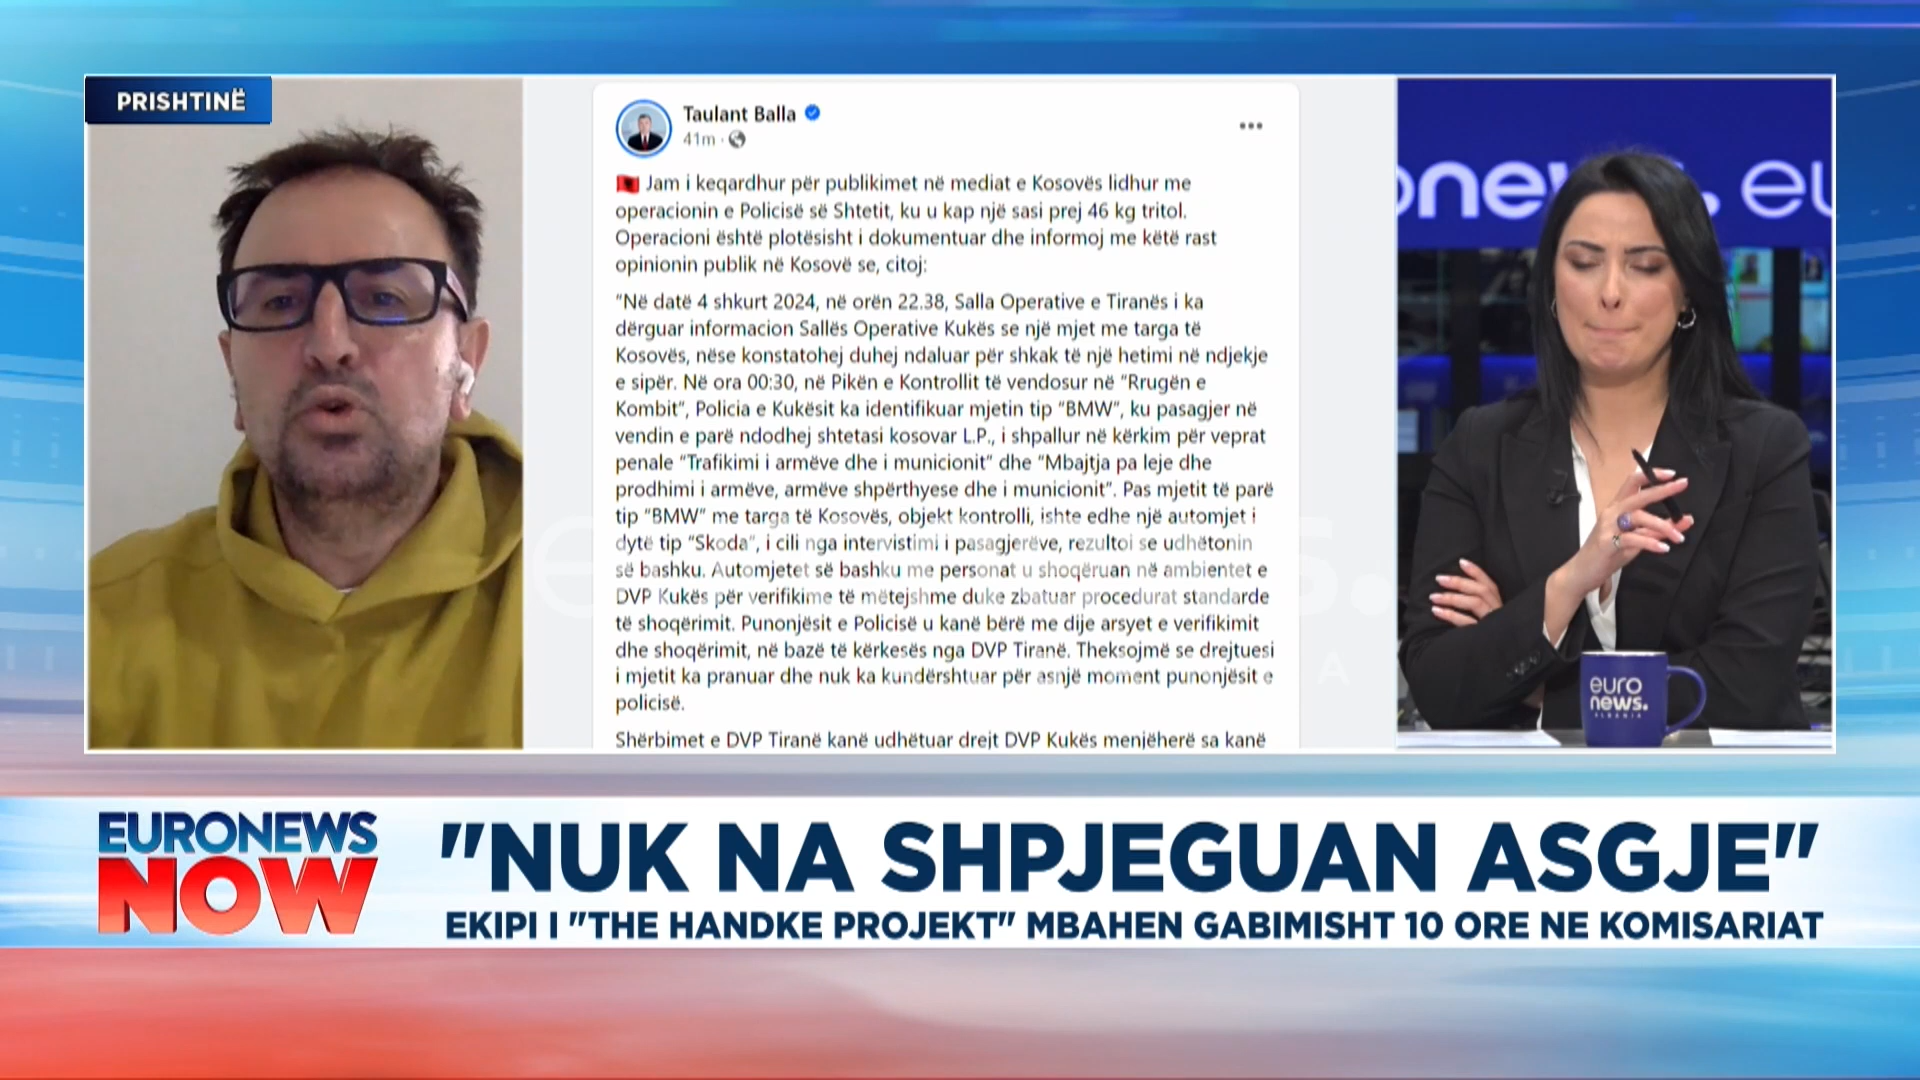 PRISHTINË
Taulant Balla
41m ·
Jam i keqardhur për publikimet në mediat e Kosovës lidhur me
operacionin e Policisë së Shtetit, ku u kap një sasi prej 46 kg tritol.
Operacioni është plotësisht i dokumentuar dhe informoj me këtë rast
opinionin publik në Kosovë se, citoj:
"Në datë 4 shkurt 2024, në orën 22.38, Salla Operative e Tiranës i ka
dërguar informacion Sallës Operative Kukës se një mjet me targa të
Kosovës, nëse konstatohej duhej ndaluar për shkak të një hetimi në ndjekje
e sipër. Në ora 00:30, në Pikën e Kontrollit të vendosur në "Rrugën e
Kombit", Policia e Kukësit ka identifikuar mjetin tip "BMW", ku pasagjer në
vendin e parë ndodhej shtetasi kosovar L.P., i shpallur në kërkim për veprat
penale "Trafikimi i armëve dhe i municionit" dhe "Mbajtja pa leje dhe
prodhimi i armëve, armëve shpërthyese dhe i municionit". Pas mjetit të parë
tip "BMW" me targa të Kosovës, objekt kontrolli, ishte edhe një automjet i
dytë tip "Skoda", i cili nga intervistimi i pasagjerëve, rezultoi se udhëtonin
së bashku. Automjetet së bashku me personat u shoqëruan në ambientet e
DVP Kukës për verifikime të mëtejshme duke zbatuar procedurat standarde
të shoqërimit. Punonjësit e Policisë u kanë bërë me dije arsyet e verifikimit
dhe shoqërimit, në bazë të kërkesës nga DVP Tiranë. Theksojmë se drejtuesi
i mjetit ka pranuar dhe nuk ka kundërshtuar për asnjë moment punonjësit e
policisë.
Shërbimet e DVP Tiranë kanë udhëtuar drejt DVP Kukës menjëherë sa kanë
one
s. eu
euro
news.
ALBANIA
EURONEWS
NOW
"NUK NA SHPJEGUAN ASGJE"
EKIPI I "THE HANDKE PROJEKT" MBAHEN GABIMISHT 10 ORE NE KOMISARIAT